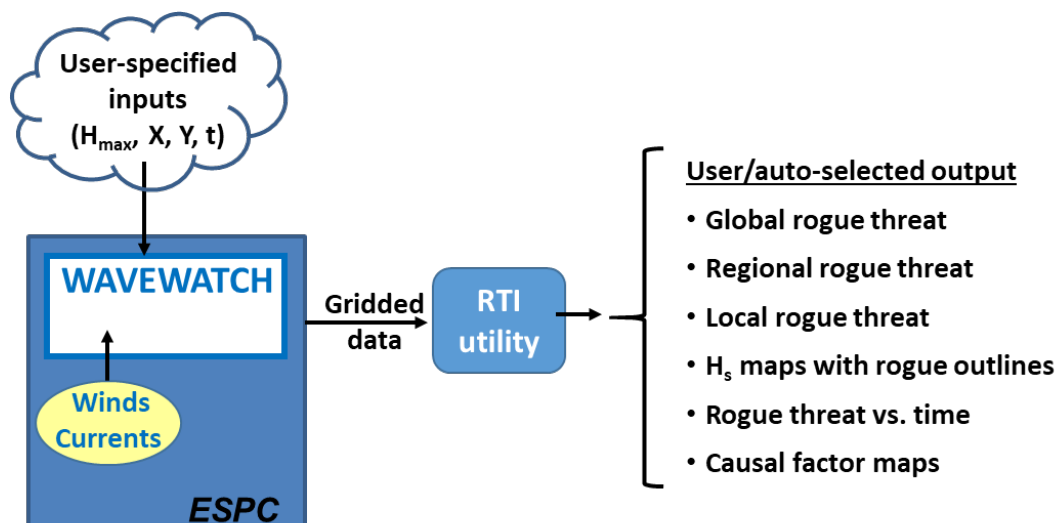 User-specified
inputs
(Hmax, X, Y, t)
WAVEWATCH
Winds
Currents
ESPC
Gridded
data
RTI
utility
User/auto-selected output
• Global rogue threat
• Regional rogue threat
• Local rogue threat
• Hs maps with rogue outlines
• Rogue threat vs. time
• Causal factor maps